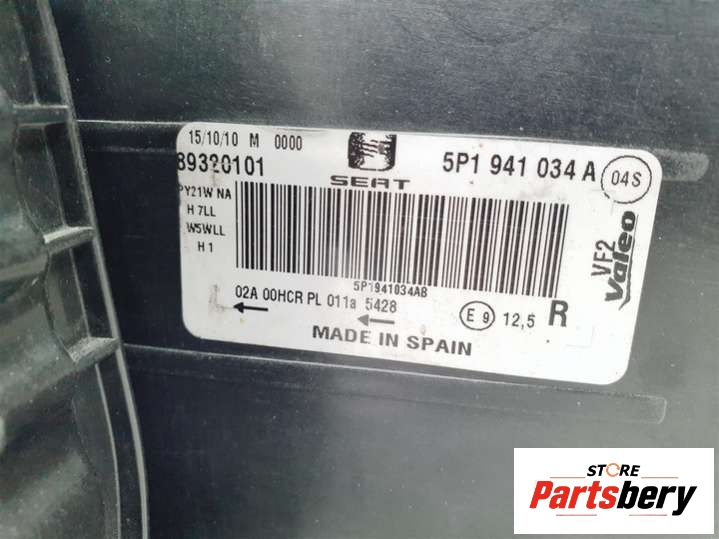 15/10/10 M 0000
89320101
SEAT
5P1 941 034 A
04S
PY21W NA
H 7LL
W5WLL
H 1
5P1941034AB
VF2
Valeo
02A 00HCR PL 011a 5428
E 9 12,5 R
MADE IN SPAIN
STORE
Partsbery